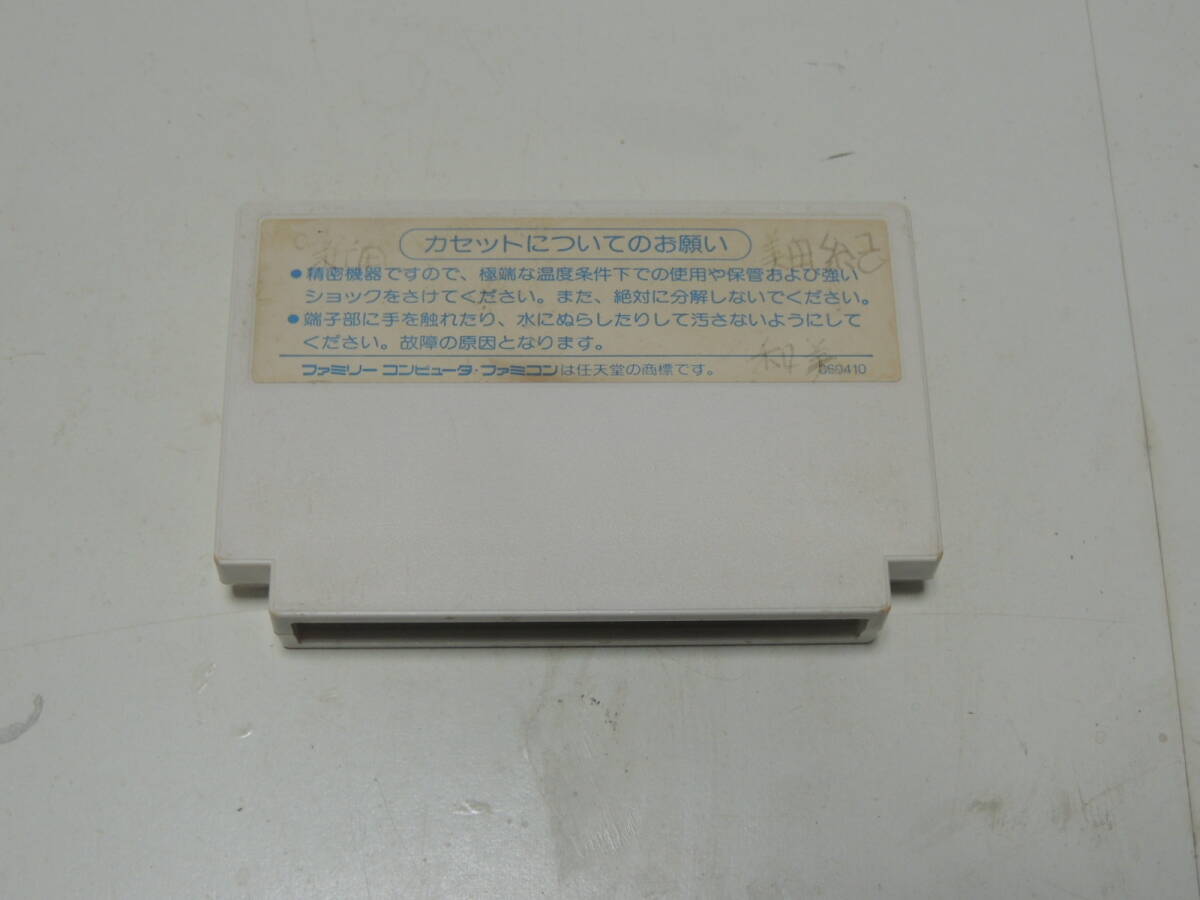 カセットについてのお願い
●精密機器ですので、極端な温度条件下での使用や保管および強い
ショックをさけてください。また、絶対に分解しないでください。
●端子部に手を触れたり、水にぬらしたりして汚さないようにして
ください。故障の原因となります。
和美
ファミリーコンピュータ・ファミコンは任天堂の商標です。